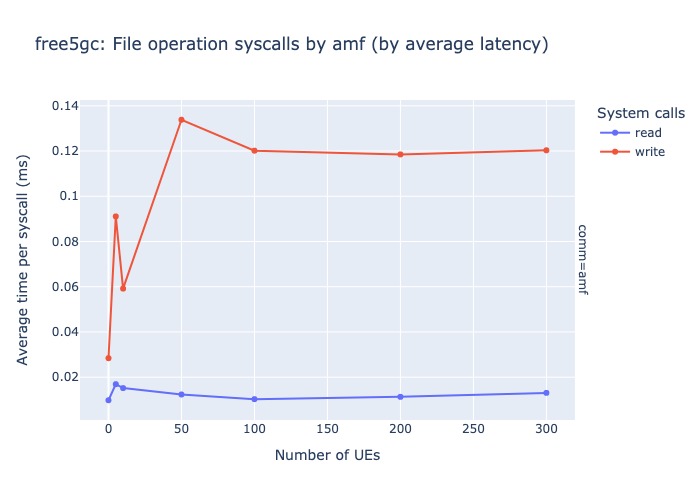 free5gc: File operation syscalls by amf (by average latency)
System calls
read
write
Average time per syscall (ms)
0.14
0.12
0.1
0.08
0.06
0.04
0.02
comm=amf
0
50
100
150
200
250
300
Number of UEs